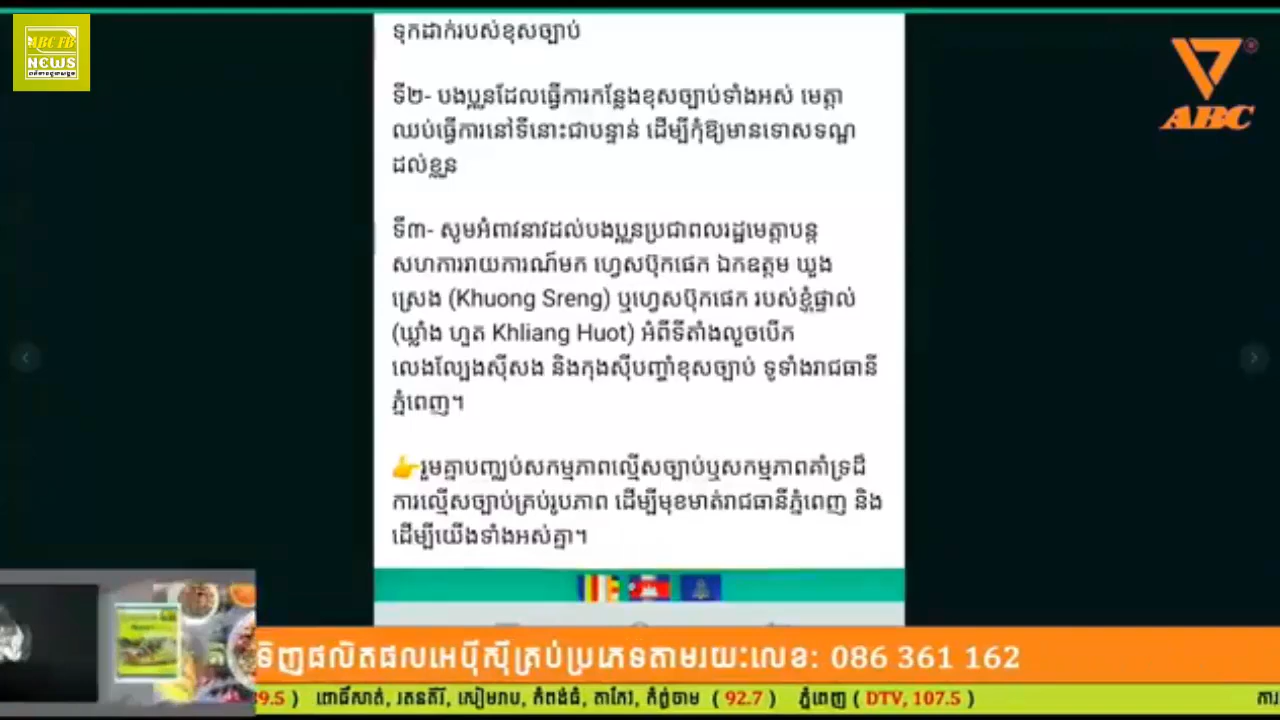 ABC FB
NEWS
ABC
ទុកដាក់របស់ខុសច្បាប់
ទី២- បងប្អូនដែលធ្វើការកន្លែងខុសច្បាប់ទាំងអស់ មេត្តា
ឈប់ធ្វើការនៅទីនោះជាបន្ទាន់ ដើម្បីកុំឱ្យមានទោសទណ្ឌ
ដល់ខ្លួន
ទី៣- សូមអំពាវនាវដល់បងប្អូនប្រជាពលរដ្ឋមេត្តាបន្ត
សហការរាយការណ៍មក ហ្វេសប៊ុកផេក ឯកឧត្តម ឃួង
ស្រេង (Khuong Sreng) ឬហ្វេសប៊ុកផេក របស់ខ្ញុំផ្ទាល់
(ឃ្លាំង ហួត Khliang Huot) អំពីទីតាំងលួចបើក
លេងល្បែងស៊ីសង និងកុងស៊ីបញ្ចាំខុសច្បាប់ ទូទាំងរាជធានី
ភ្នំពេញ។
👉រួមគ្នាបញ្ឈប់សកម្មភាពល្មើសច្បាប់ឬសកម្មភាពគាំទ្រដ៏
ការល្មើសច្បាប់គ្រប់រូបភាព ដើម្បីមុខមាត់រាជធានីភ្នំពេញ និង
ដើម្បីយើងទាំងអស់គ្នា។
ទិញផលិតផលអេប៊ីស៊ីគ្រប់ប្រភេទតាមរយៈលេខ: 086 361 162
39.5 ) ពោធិ៍សាត់, រតនគិរី, សៀមរាប, កំពង់ធំ, តាកែវ, កំពង់ចាម ( 92.7 ) ភ្នំពេញ ( DTV, 107.5 )